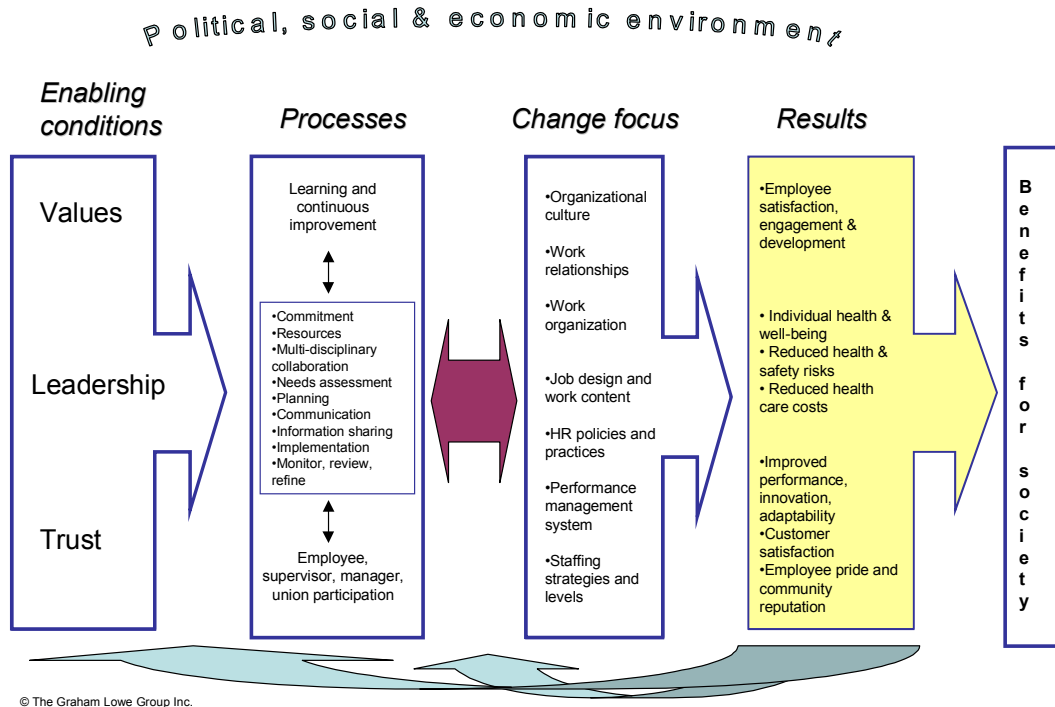 Political, social & economic environment
Enabling
conditions
Values
Leadership
Trust
Processes
Learning and
continuous
improvement
•Commitment
•Resources
•Multi-disciplinary
collaboration
•Needs assessment
•Planning
•Communication
•Information sharing
•Implementation
•Monitor, review,
refine
Employee,
supervisor, manager,
union participation
Change focus
•Organizational
culture
•Work
relationships
•Work
organization
•Job design and
work content
•HR policies and
practices
•Performance
management
system
•Staffing
strategies and
levels
Results
•Employee
satisfaction,
engagement &
development
• Individual health &
well-being
• Reduced health &
safety risks
• Reduced health
care costs
•Improved
performance,
innovation,
adaptability
•Customer
satisfaction
•Employee pride and
community
reputation
Benefits for society
© The Graham Lowe Group Inc.